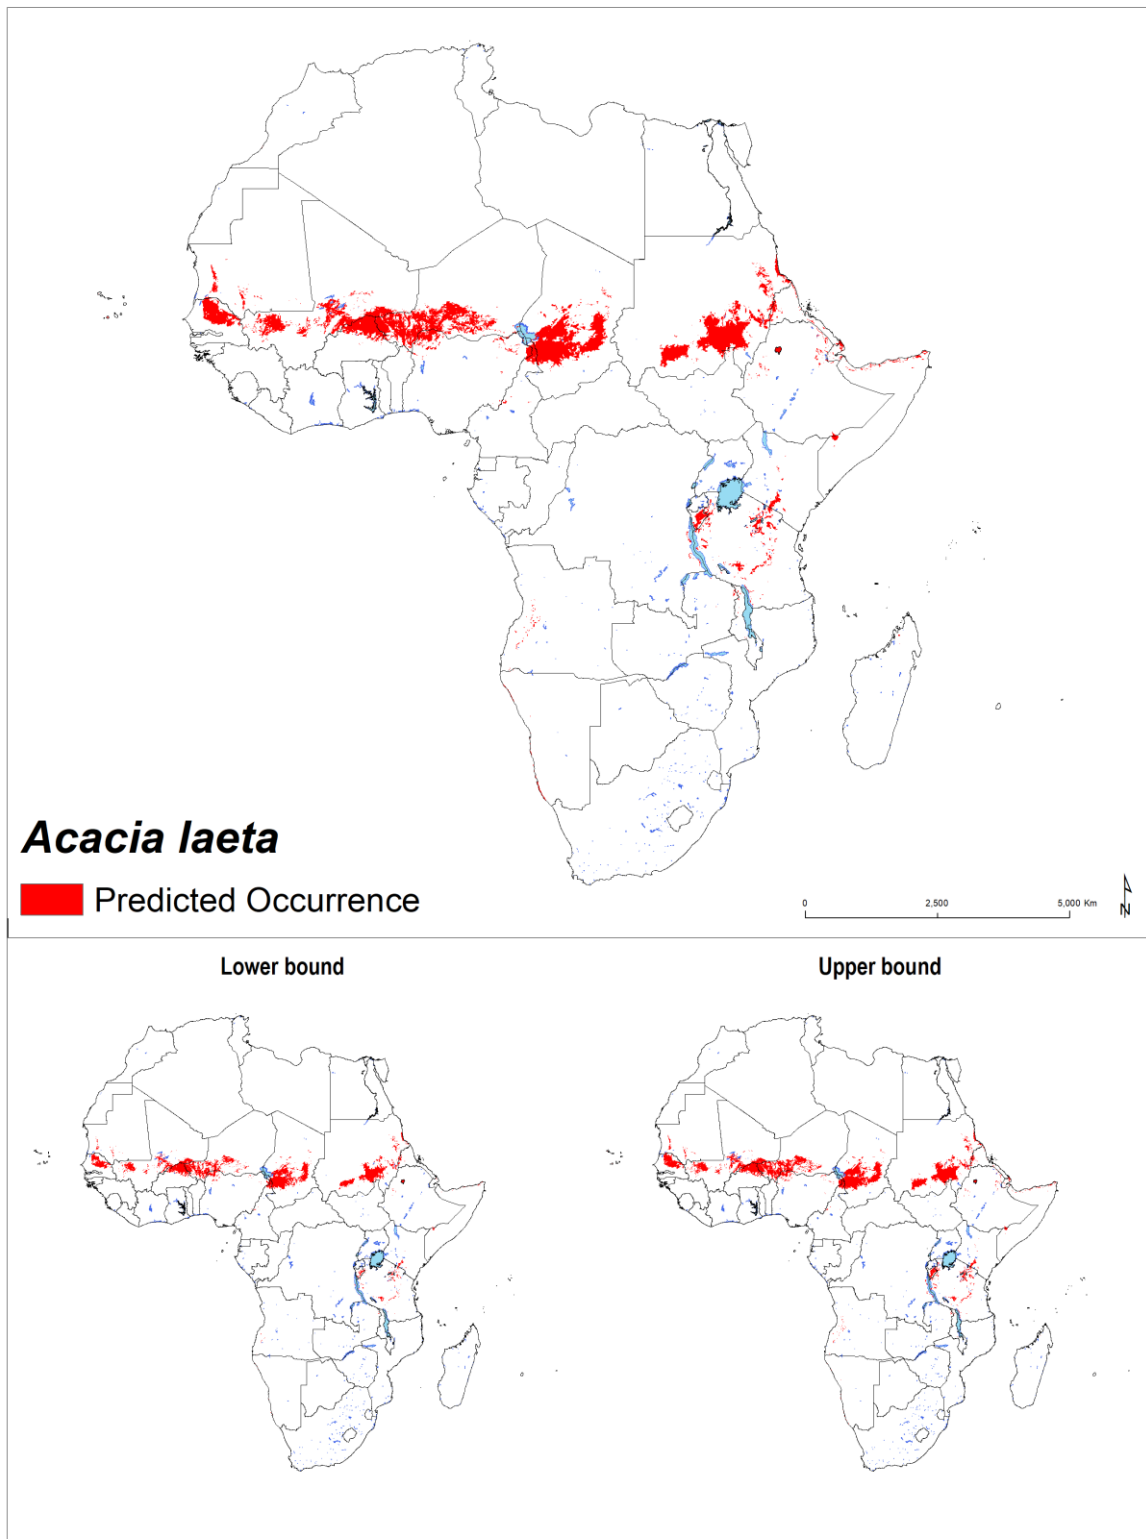 Acacia laeta
Predicted Occurrence
0 2,500 5,000 Km
N
Lower bound
Upper bound